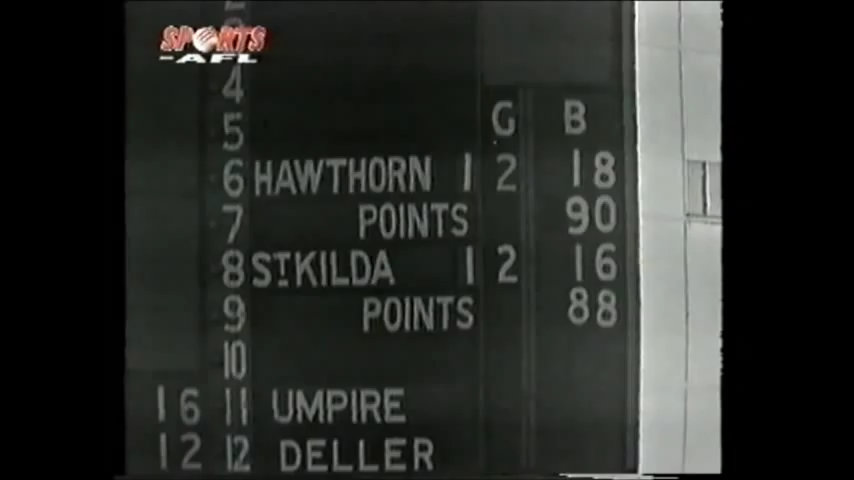 SPORTS
AFL
4
5 G B
6 HAWTHORN 12 18
7 POINTS 90
8 ST KILDA 12 16
9 POINTS 88
10
16 11 UMPIRE
12 12 DELLER